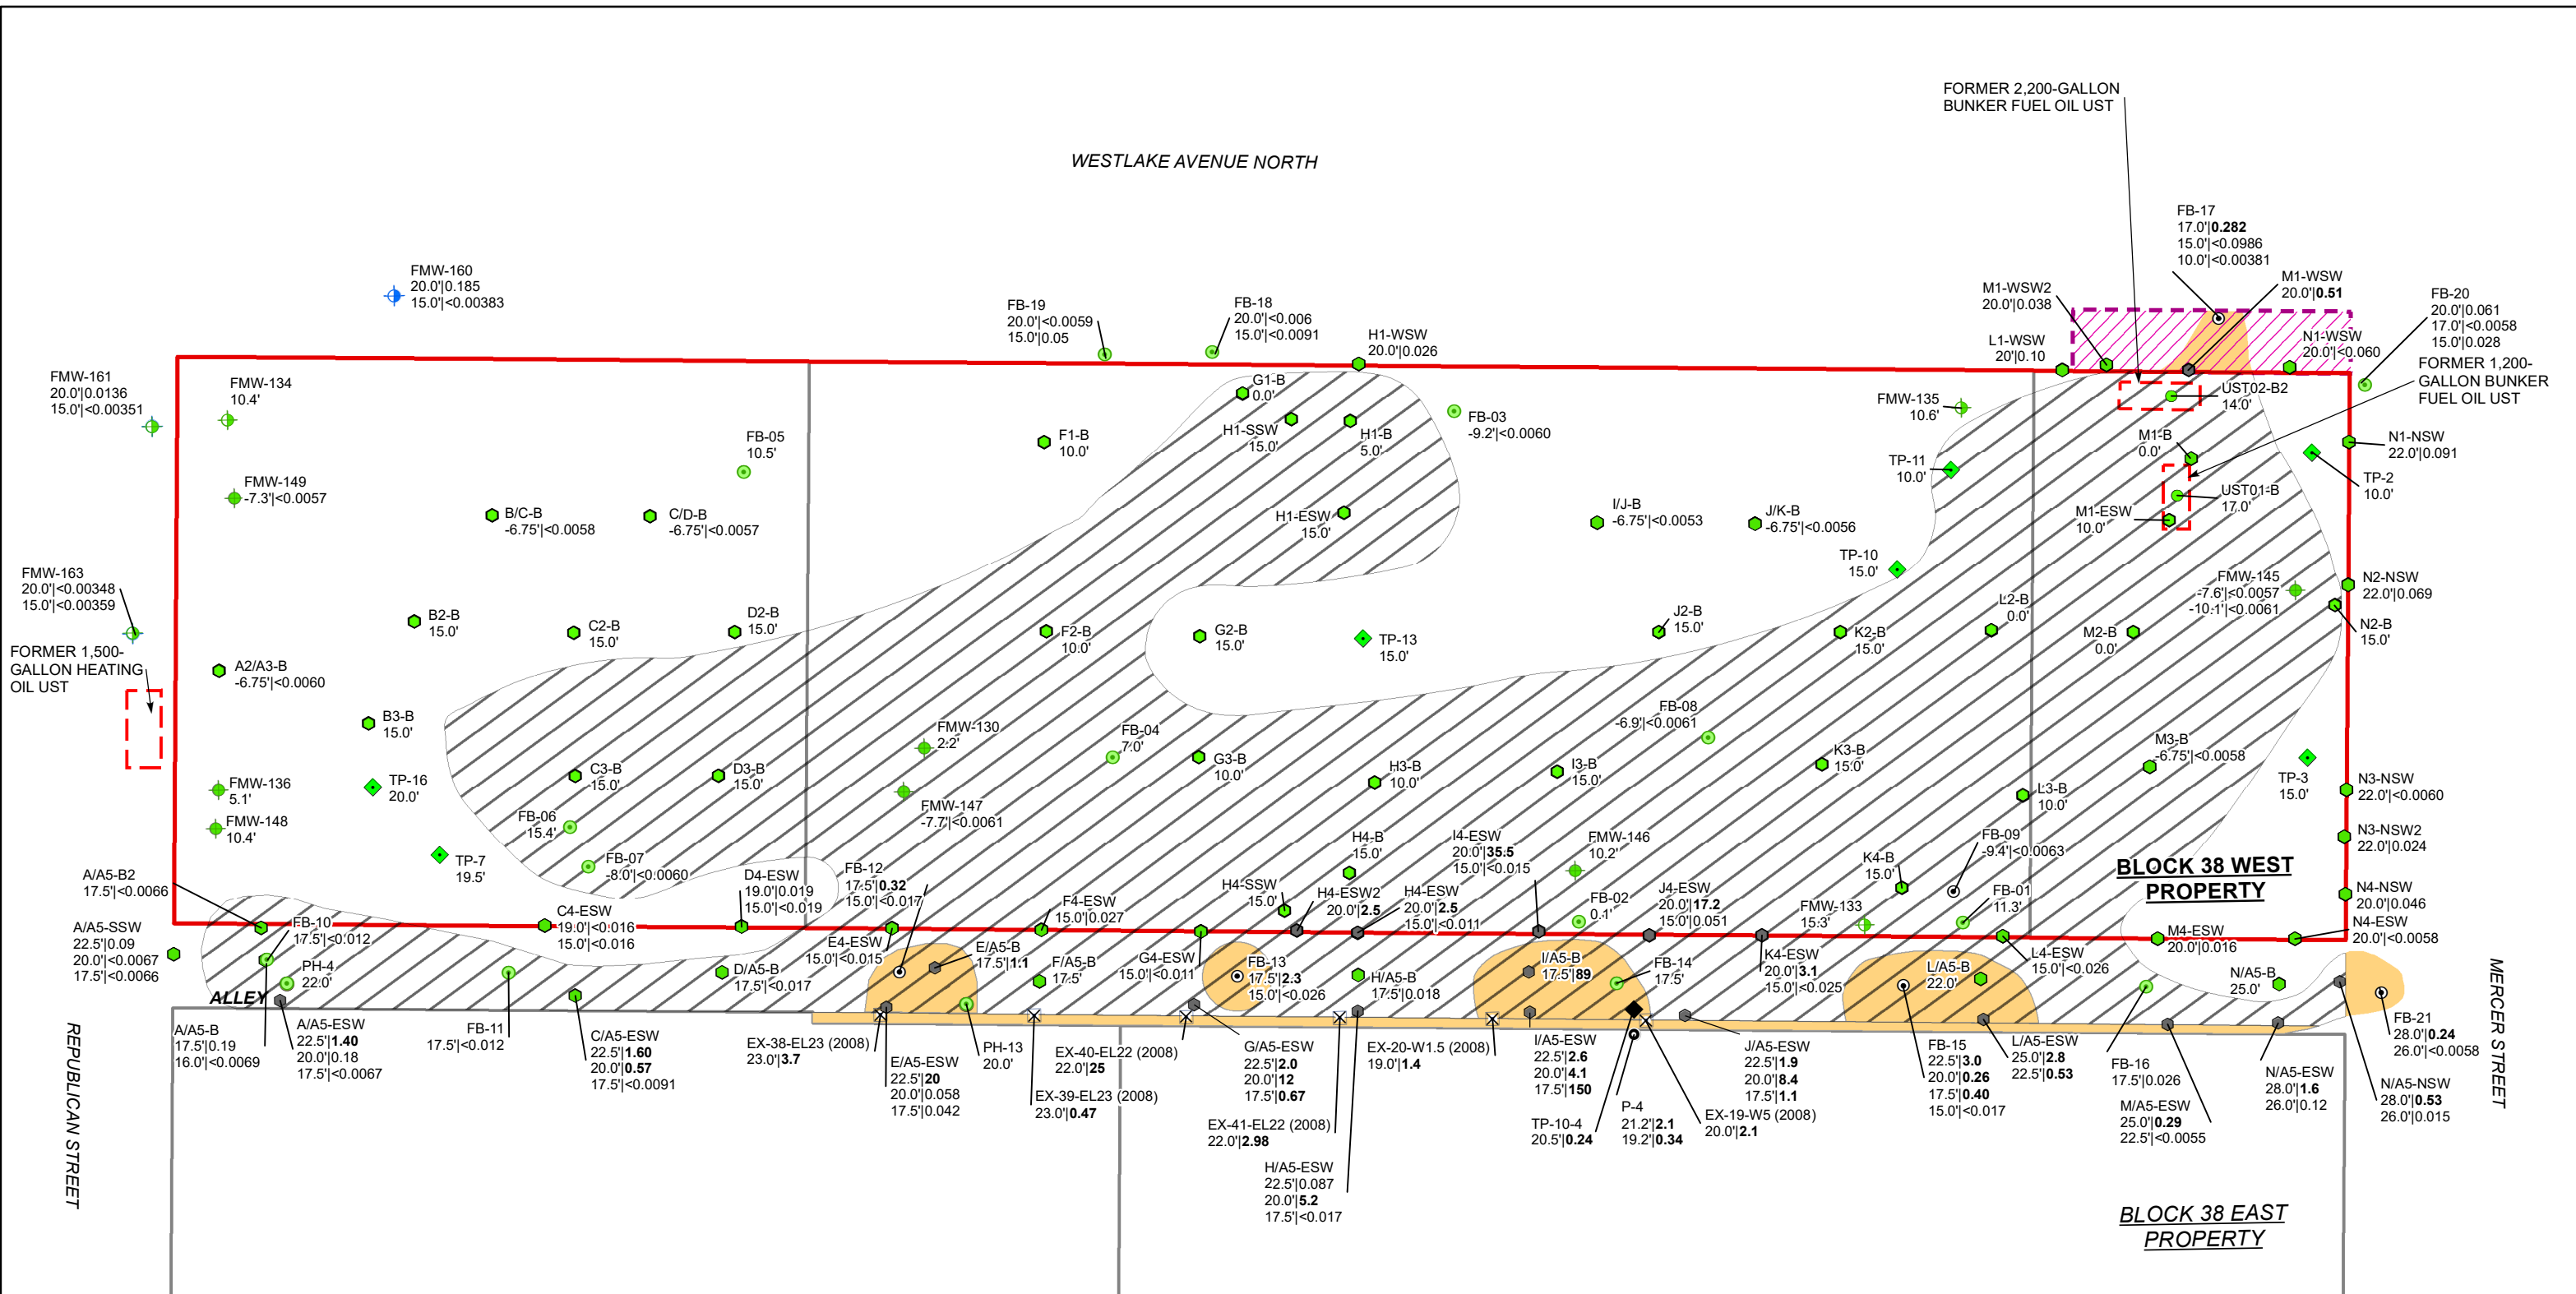 FORMER 2,200-GALLON
BUNKER FUEL OIL UST
WESTLAKE AVENUE NORTH
FB-17
17.0'|0.282
15.0'|<0.0986
10.0'|<0.00381
FMW-160
20.0'|0.185
15.0'|<0.00383
M1-WSW
20.0'|0.51
M1-WSW2
20.0'|0.038
FB-20
20.0'|0.061
17.0'|<0.0058
15.0'|0.028
FB-19
20.0'|<0.0059
15.0'|0.05
FB-18
20.0'|<0.006
15.0'|<0.0091
H1-WSW
20.0'|0.026
L1-WSW
20'|0.10
N1-WSW
20.0'|<0.060
FORMER 1,200-
GALLON BUNKER
FUEL OIL UST
FMW-161
20.0'|0.0136
15.0'|<0.00351
FMW-134
10.4'
G1-B
0.0'
UST02-B2
14.0'
FMW-135
10.6'
FB-03
-9.2'|<0.0060
H1-SSW
15.0'
H1-B
5.0'
FB-05
10.5'
F1-B
10.0'
M1-B
0.0'
N1-NSW
22.0'|0.091
TP-11
10.0'
TP-2
10.0'
FMW-149
-7.3'|<0.0057
UST01-B
17.0'
B/C-B
-6.75'|<0.0058
C/D-B
-6.75'|<0.0057
H1-ESW
15.0'
I/J-B
-6.75'|<0.0053
J/K-B
-6.75'|<0.0056
M1-ESW
10.0'
TP-10
15.0'
FMW-163
20.0'|<0.00348
15.0'|<0.00359
FMW-145
-7.6'|<0.0057
-10.1'|<0.0061
N2-NSW
22.0'|0.069
B2-B
15.0'
C2-B
15.0'
D2-B
15.0'
F2-B
10.0'
G2-B
15.0'
TP-13
15.0'
J2-B
15.0'
K2-B
15.0'
L2-B
0.0'
M2-B
0.0'
N2-B
15.0'
FORMER 1,500-
GALLON HEATING
OIL UST
A2/A3-B
-6.75'|<0.0060
B3-B
15.0'
FMW-130
2.2'
FB-04
7.0'
FB-08
-6.9'|<0.0061
G3-B
10.0'
H3-B
10.0'
I3-B
15.0'
K3-B
15.0'
M3-B
-6.75'|<0.0058
C3-B
15.0'
D3-B
15.0'
TP-16
20.0'
FMW-136
5.1'
TP-3
15.0'
N3-NSW
22.0'|<0.0060
L3-B
10.0'
FMW-147
-7.7'|<0.0061
FMW-148
10.4'
FB-06
15.4'
N3-NSW2
22.0'|0.024
H4-B
15.0'
I4-ESW
20.0'|35.5
15.0'|<0.015
FMW-146
10.2'
FB-09
-9.4'|<0.0063
TP-7
19.5'
FB-07
-8.0'|<0.0060
K4-B
15.0'
BLOCK 38 WEST
PROPERTY
A/A5-B2
17.5'|<0.0066
D4-ESW
19.0'|0.019
15.0'|<0.019
FB-12
17.5'|0.32
15.0'|<0.017
F4-ESW
15.0'|0.027
H4-SSW
15.0'
H4-ESW2
20.0'|2.5
H4-ESW
20.0'|2.5
15.0'|<0.011
FB-02
0.1'
J4-ESW
20.0'|17.2
15.0'|0.051
FMW-133
15.3'
FB-01
11.3'
N4-NSW
20.0'|0.046
A/A5-SSW
22.5'|0.09
20.0'|<0.0067
17.5'|<0.0066
FB-10
17.5'|<0.012
C4-ESW
19.0'|<0.016
15.0'|<0.016
M4-ESW
20.0'|0.016
N4-ESW
20.0'|<0.0058
E4-ESW
15.0'|<0.015
E/A5-B
17.5'|1.1
G4-ESW
15.0'|<0.011
FB-13
17.5'|2.3
15.0'|<0.026
K4-ESW
20.0'|3.1
15.0'|<0.025
L4-ESW
15.0'|<0.026
PH-4
22.0'
D/A5-B
17.5'|<0.017
F/A5-B
17.5'
H/A5-B
17.5'|0.018
I/A5-B
17.5'|89
FB-14
17.5'
L/A5-B
22.0'
N/A5-B
25.0'
ALLEY
A/A5-B
17.5'|0.19
16.0'|<0.0069
A/A5-ESW
22.5'|1.40
20.0'|0.18
17.5'|<0.0067
FB-11
17.5'|<0.012
C/A5-ESW
22.5'|1.60
20.0'|0.57
17.5'|<0.0091
EX-38-EL23 (2008)
23.0'|3.7
E/A5-ESW
22.5'|20
20.0'|0.058
17.5'|0.042
PH-13
20.0'
EX-40-EL22 (2008)
22.0'|25
EX-39-EL23 (2008)
23.0'|0.47
G/A5-ESW
22.5'|2.0
20.0'|12
17.5'|0.67
EX-41-EL22 (2008)
22.0'|2.98
H/A5-ESW
22.5'|0.087
20.0'|5.2
17.5'|<0.017
EX-20-W1.5 (2008)
19.0'|1.4
I/A5-ESW
22.5'|2.6
20.0'|4.1
17.5'|150
TP-10-4
20.5'|0.24
P-4
21.2'|2.1
19.2'|0.34
J/A5-ESW
22.5'|1.9
20.0'|8.4
17.5'|1.1
EX-19-W5 (2008)
20.0'|2.1
FB-15
22.5'|3.0
20.0'|0.26
17.5'|0.40
15.0'|<0.017
L/A5-ESW
25.0'|2.8
22.5'|0.53
FB-16
17.5'|0.026
M/A5-ESW
25.0'|0.29
22.5'|<0.0055
N/A5-ESW
28.0'|1.6
26.0'|0.12
FB-21
28.0'|0.24
26.0'|<0.0058
N/A5-NSW
28.0'|0.53
26.0'|0.015
REPUBLICAN STREET
MERCER STREET
BLOCK 38 EAST
PROPERTY